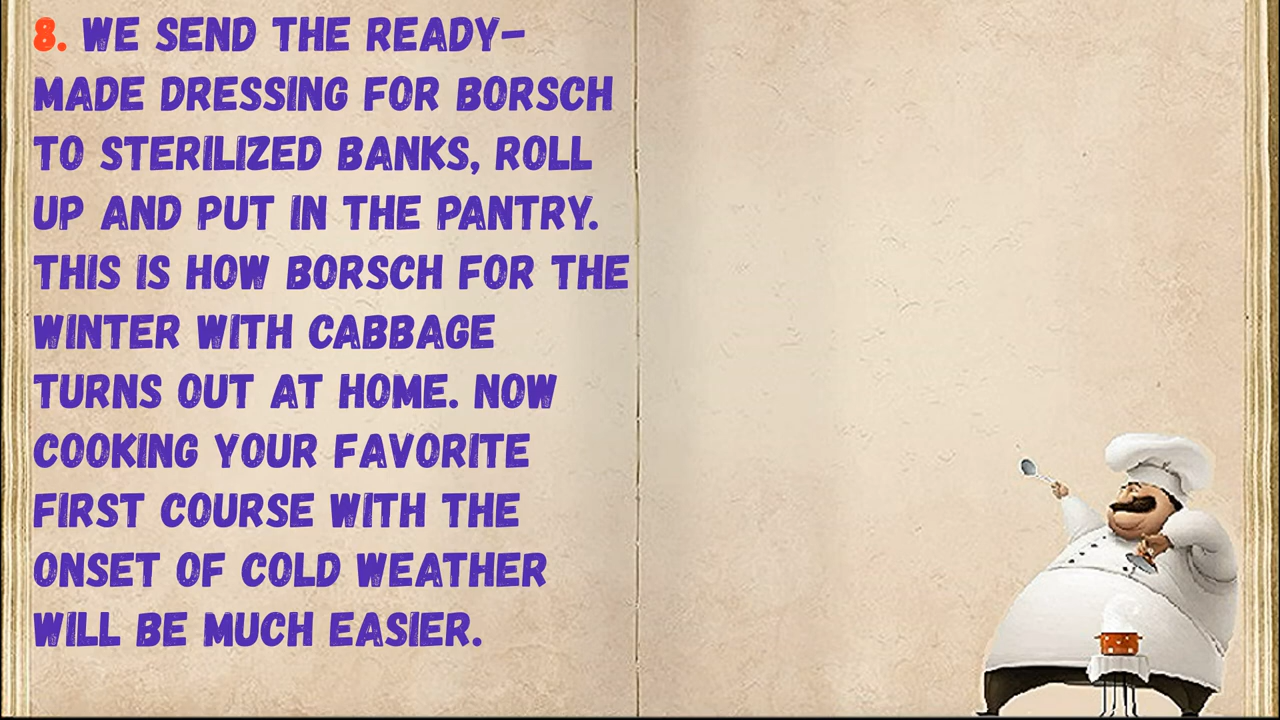 8. WE SEND THE READY-
MADE DRESSING FOR BORSCH
TO STERILIZED BANKS, ROLL
UP AND PUT IN THE PANTRY.
THIS IS HOW BORSCH FOR THE
WINTER WITH CABBAGE
TURNS OUT AT HOME. NOW
COOKING YOUR FAVORITE
FIRST COURSE WITH THE
ONSET OF COLD WEATHER
WILL BE MUCH EASIER.